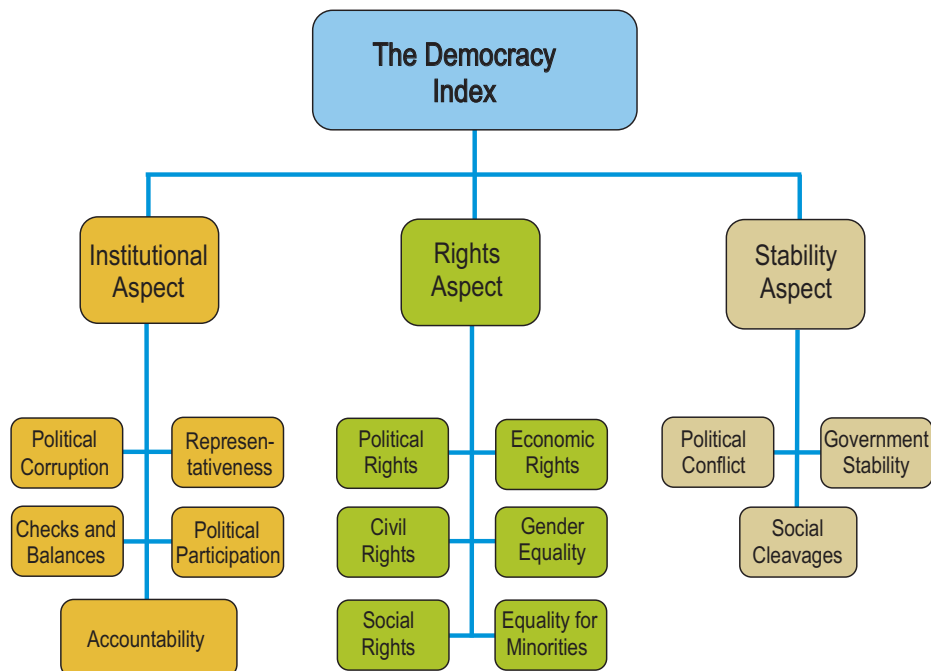 The Democracy
Index
Institutional
Aspect
Rights
Aspect
Stability
Aspect
Political
Corruption
Represen-
tativeness
Checks and
Balances
Political
Participation
Accountability
Political
Rights
Economic
Rights
Civil
Rights
Gender
Equality
Social
Rights
Equality for
Minorities
Political
Conflict
Government
Stability
Social
Cleavages